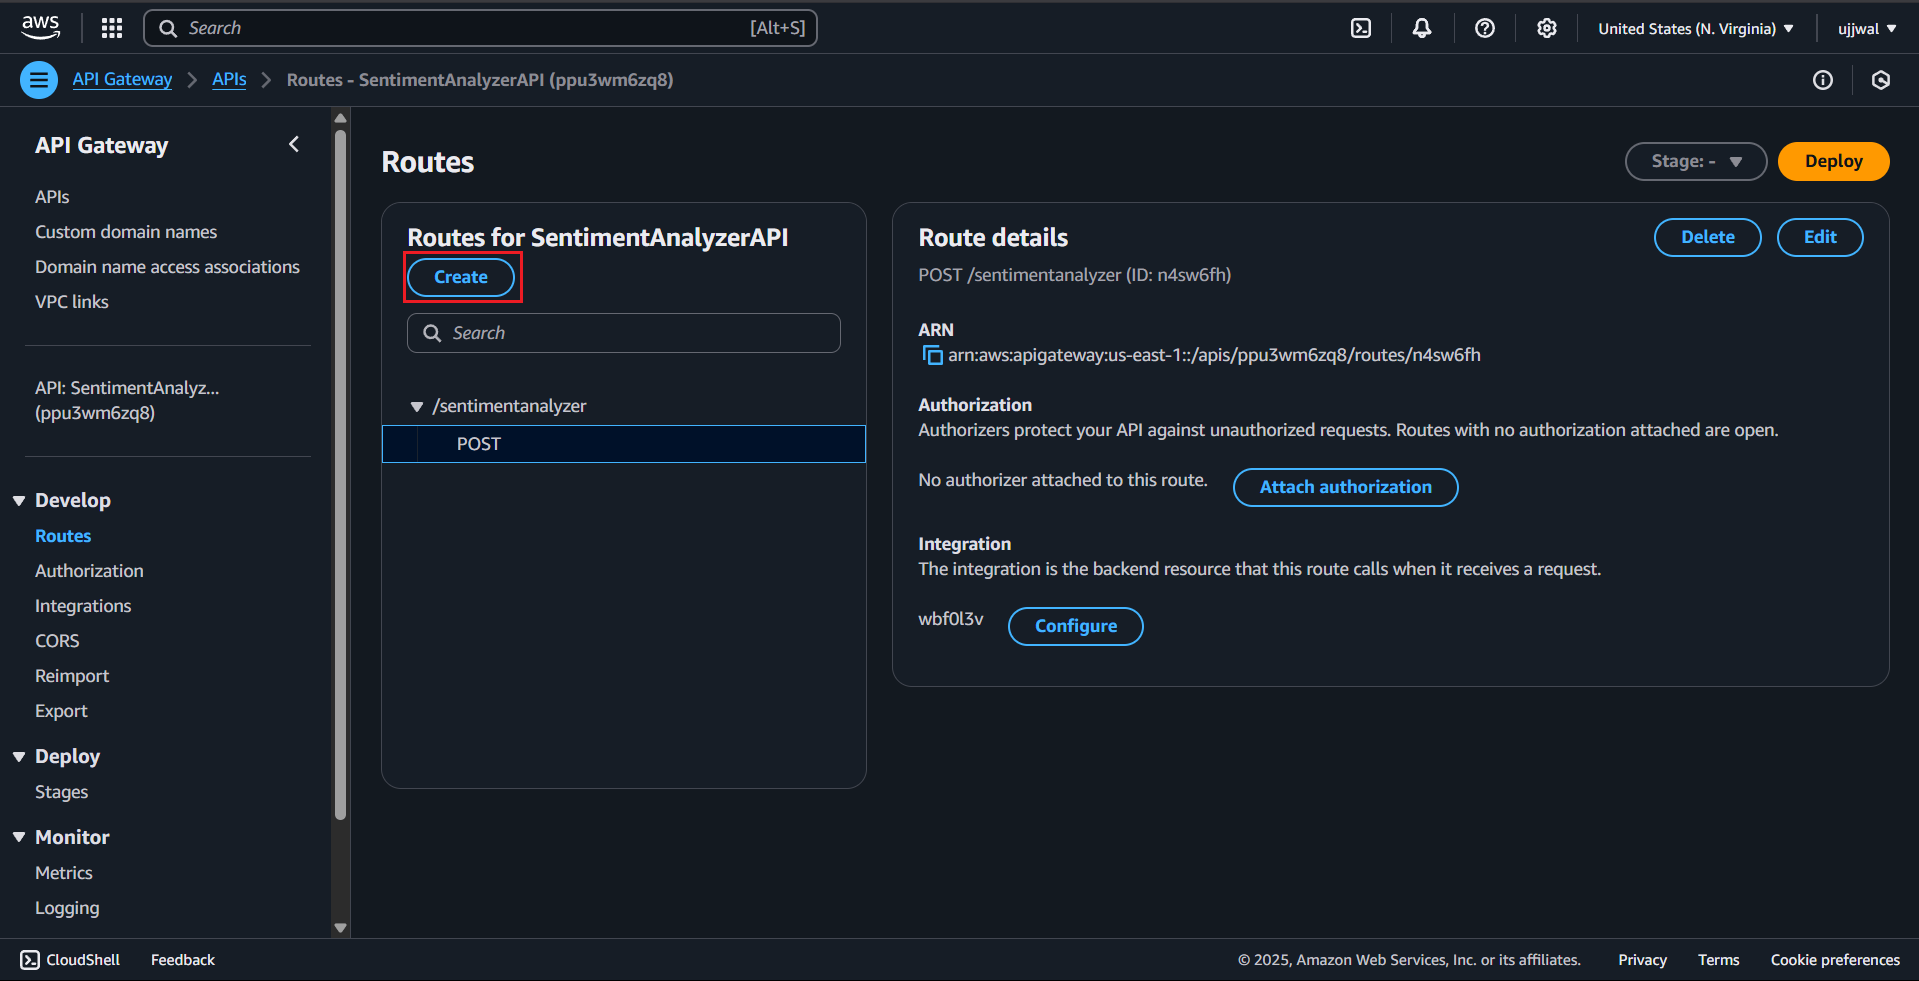 aws
Search [Alt+S]
United States (N. Virginia)
ujjwal
API Gateway
APIs
Routes - SentimentAnalyzerAPI (ppu3wm6zq8)
API Gateway
APIs
Custom domain names
Domain name access associations
VPC links
API: SentimentAnalyz...
(ppu3wm6zq8)
Develop
Routes
Authorization
Integrations
CORS
Reimport
Export
Deploy
Stages
Monitor
Metrics
Logging
Routes
Stage: -
Deploy
Routes for SentimentAnalyzerAPI
Create
Search
/sentimentanalyzer
POST
Route details
Delete
Edit
POST /sentimentanalyzer (ID: n4sw6fh)
ARN
arn:aws:apigateway:us-east-1::/apis/ppu3wm6zq8/routes/n4sw6fh
Authorization
Authorizers protect your API against unauthorized requests. Routes with no authorization attached are open.
No authorizer attached to this route.
Attach authorization
Integration
The integration is the backend resource that this route calls when it receives a request.
wbf0l3v
Configure
CloudShell
Feedback
© 2025, Amazon Web Services, Inc. or its affiliates.
Privacy
Terms
Cookie preferences